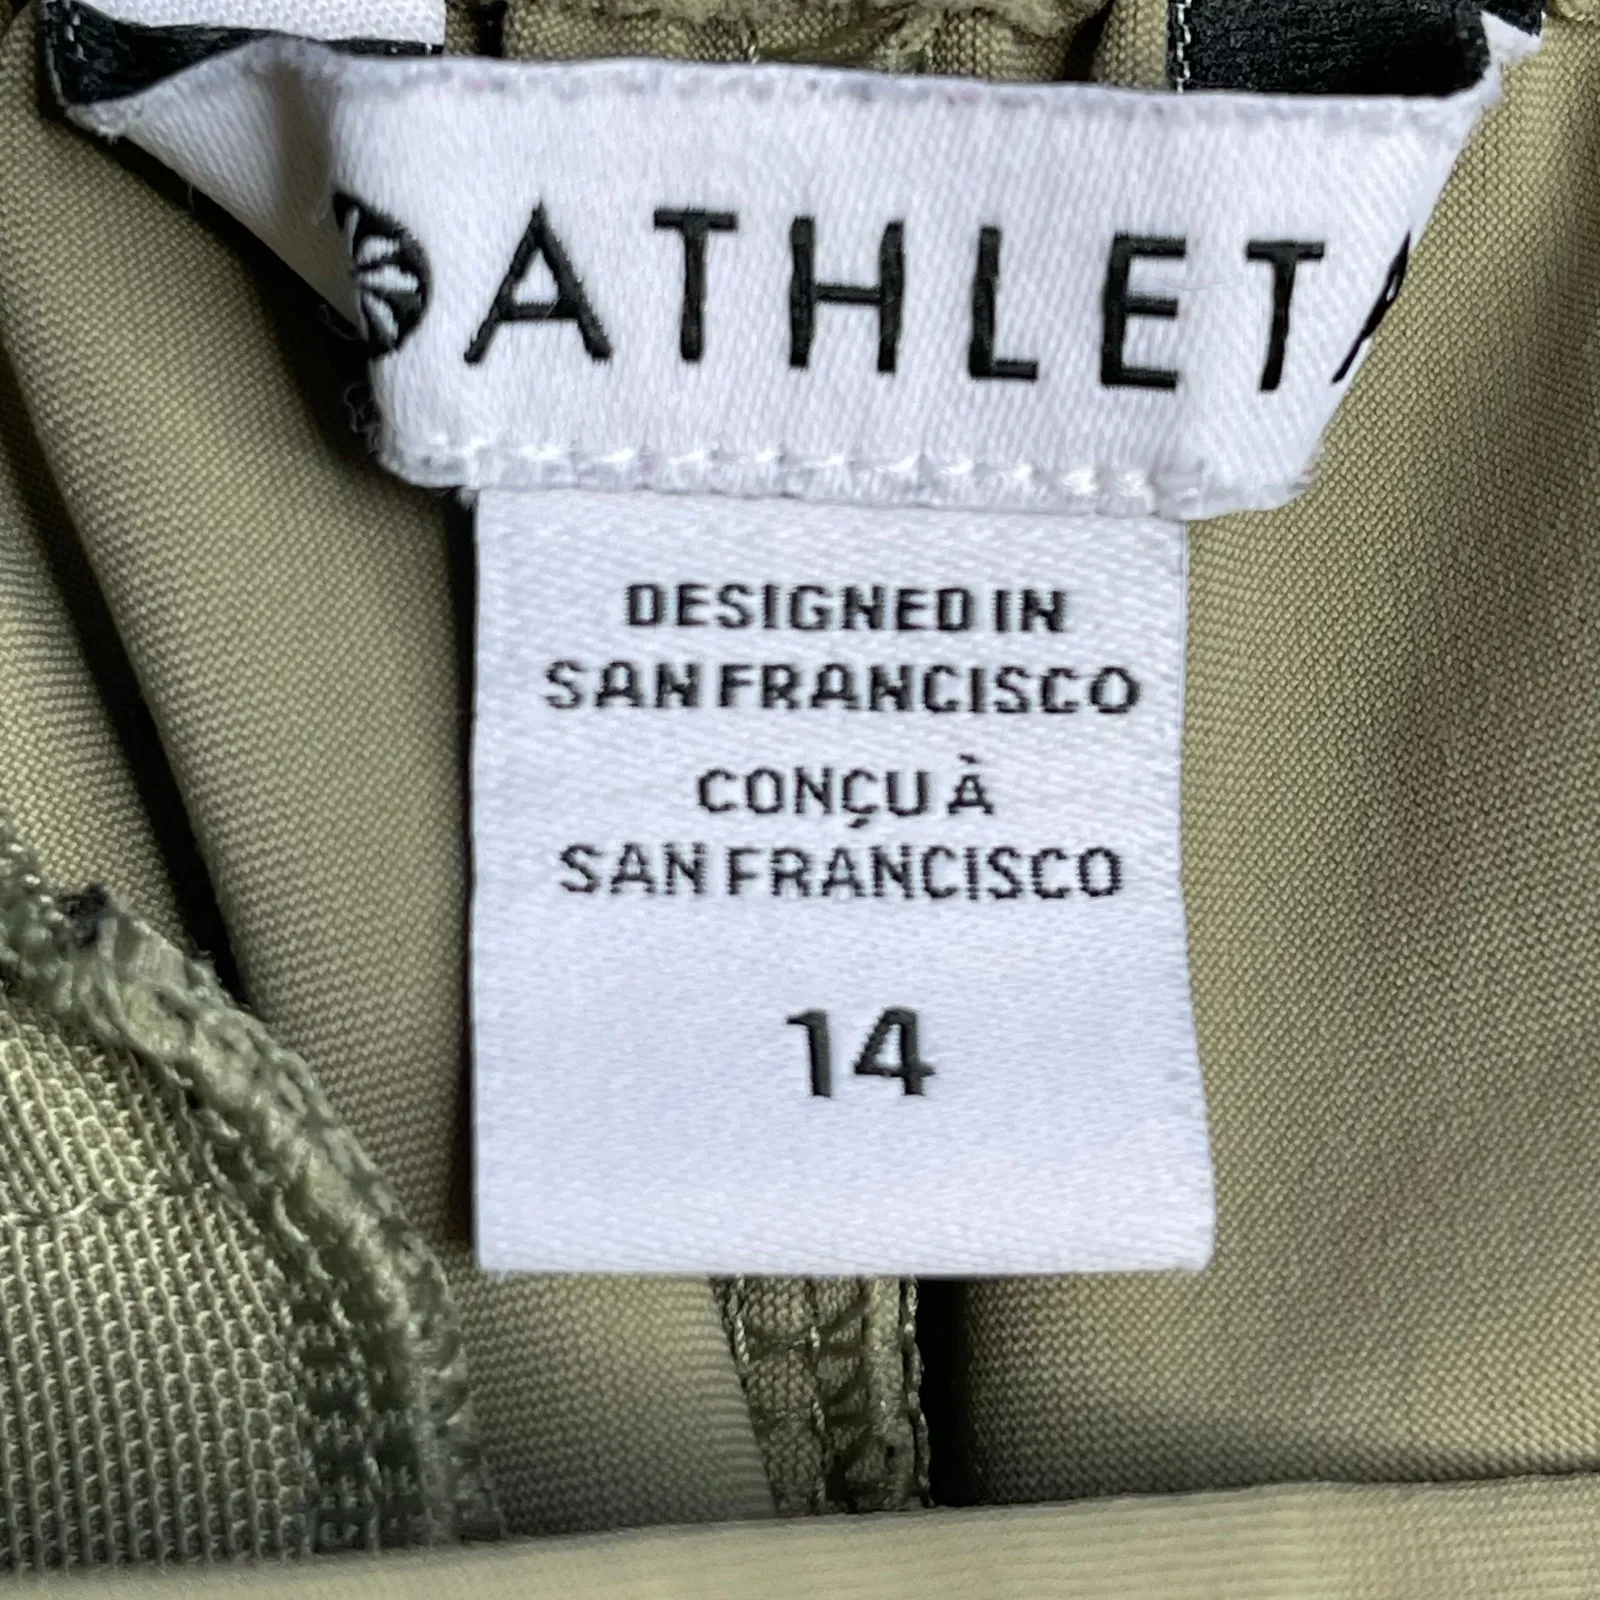 ATHLETA
DESIGNED IN
SAN FRANCISCO
CONÇU À
SAN FRANCISCO
14